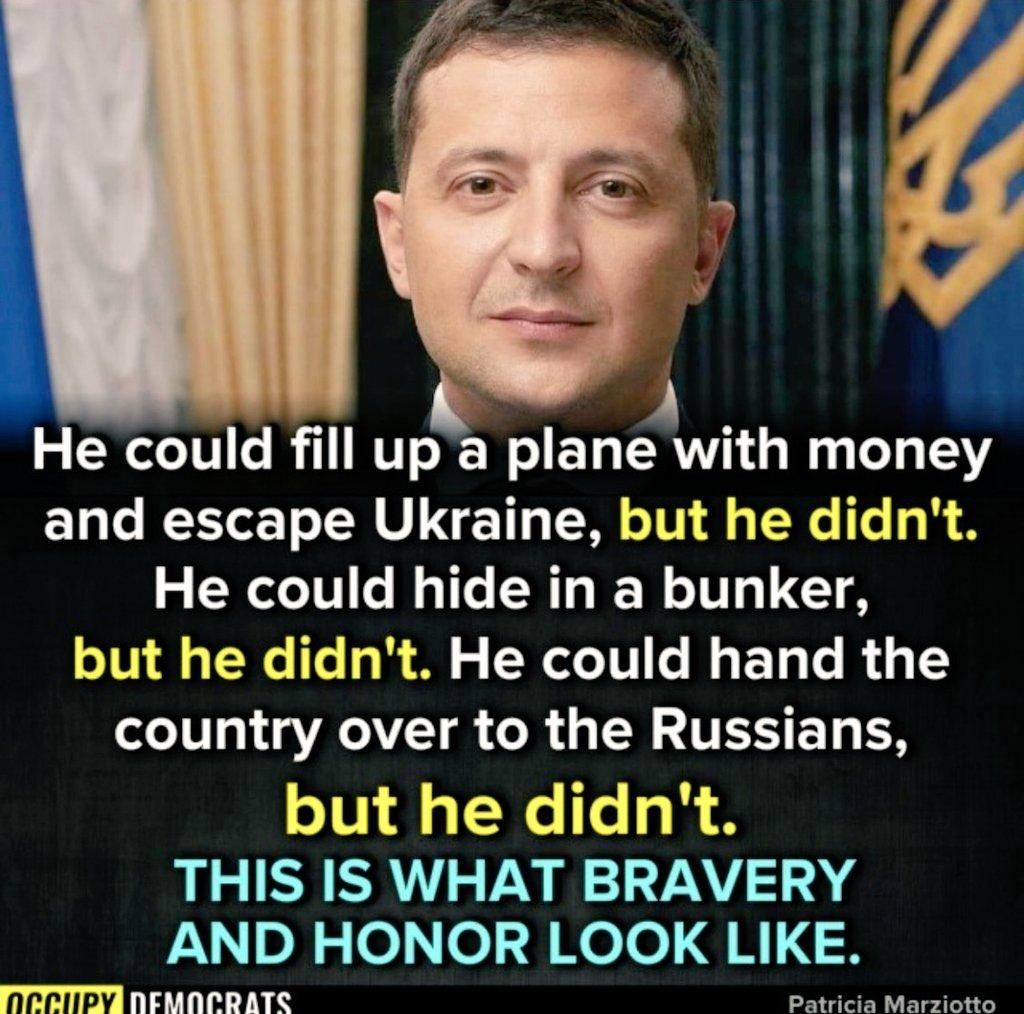 He could fill up a plane with money
and escape Ukraine, but he didn't.
He could hide in a bunker,
but he didn't. He could hand the
country over to the Russians,
but he didn't.
THIS IS WHAT BRAVERY
AND HONOR LOOK LIKE.
OCCUPY DEMOCRATS
Patricia Marziotto